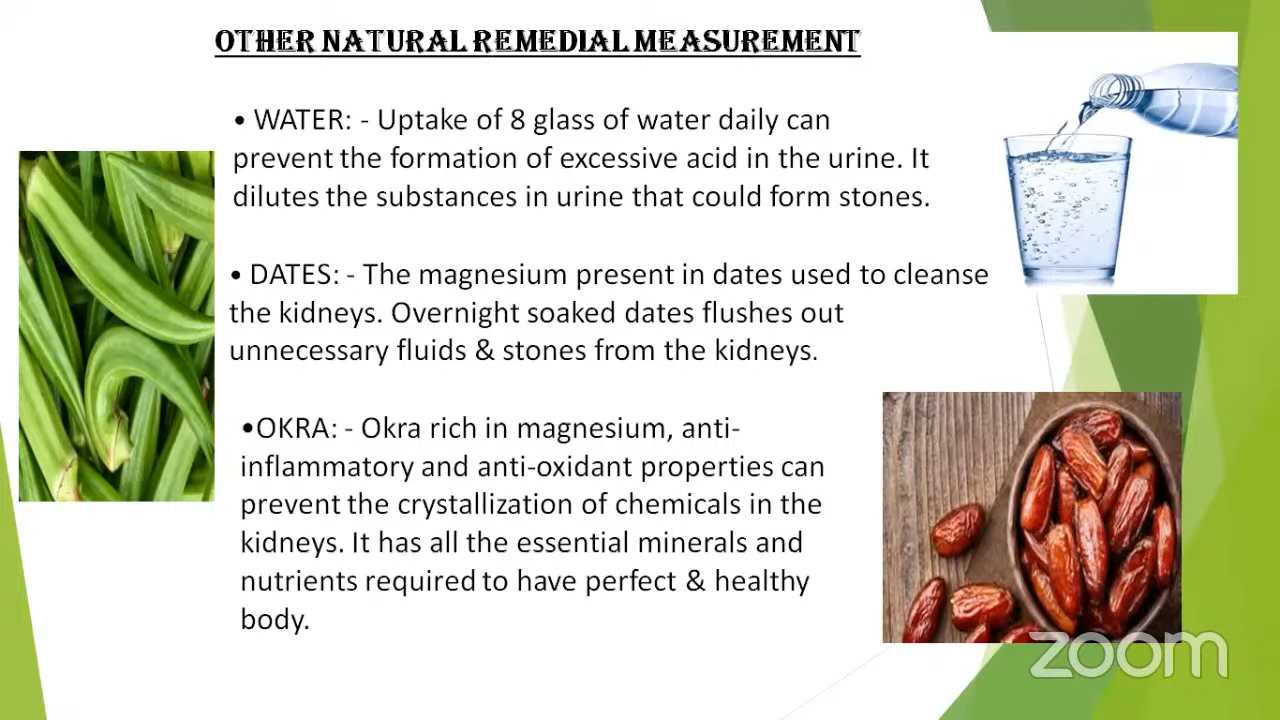 OTHER NATURAL REMEDIAL MEASUREMENT
• WATER: - Uptake of 8 glass of water daily can
prevent the formation of excessive acid in the urine. It
dilutes the substances in urine that could form stones.
• DATES: - The magnesium present in dates used to cleanse
the kidneys. Overnight soaked dates flushes out
unnecessary fluids & stones from the kidneys.
•OKRA: - Okra rich in magnesium, anti-
inflammatory and anti-oxidant properties can
prevent the crystallization of chemicals in the
kidneys. It has all the essential minerals and
nutrients required to have perfect & healthy
body.
zoom